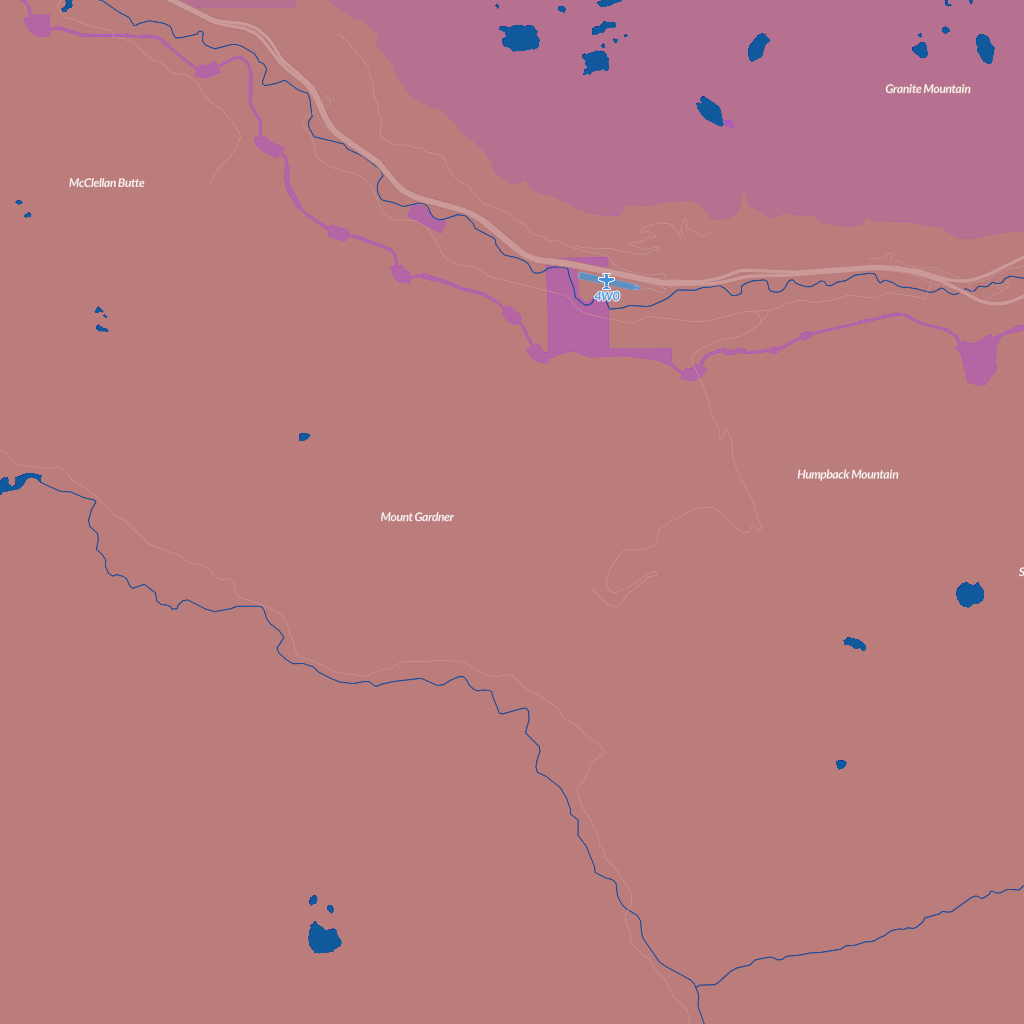 Granite Mountain
McClellan Butte
4W0
Humpback Mountain
Mount Gardner
S